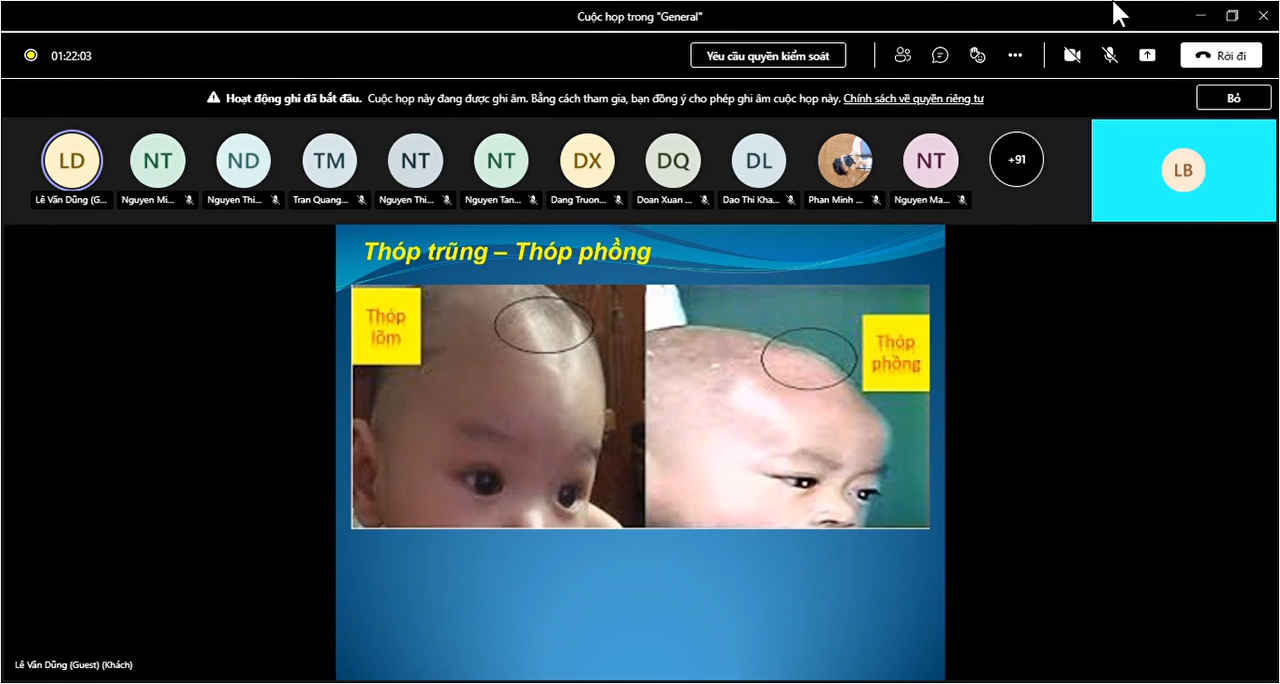 Cuộc họp trong "General"
01:22:03
Yêu cầu quyền kiểm soát
Rời đi
Hoạt động ghi đã bắt đầu. Cuộc họp này đang được ghi âm. Bằng cách tham gia, bạn đồng ý cho phép ghi âm cuộc họp này. Chính sách về quyền riêng tư
Bỏ
LD NT ND TM NT NT DX DQ DL NT +91
LB
Lê Văn Dũng (G... Nguyen Mi... Nguyen Thi... Tran Quang... Nguyen Thi... Nguyen Tan... Dang Truon... Doan Xuan ... Dao Thi Kha... Phan Minh ... Nguyen Ma...
Thóp trũng – Thóp phồng
Thóp
lõm
Thóp
phồng
Lê Văn Dũng (Guest) (Khách)